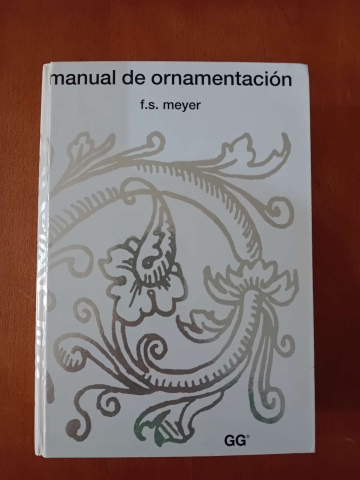 manual de ornamentación
f.s. meyer
GG®